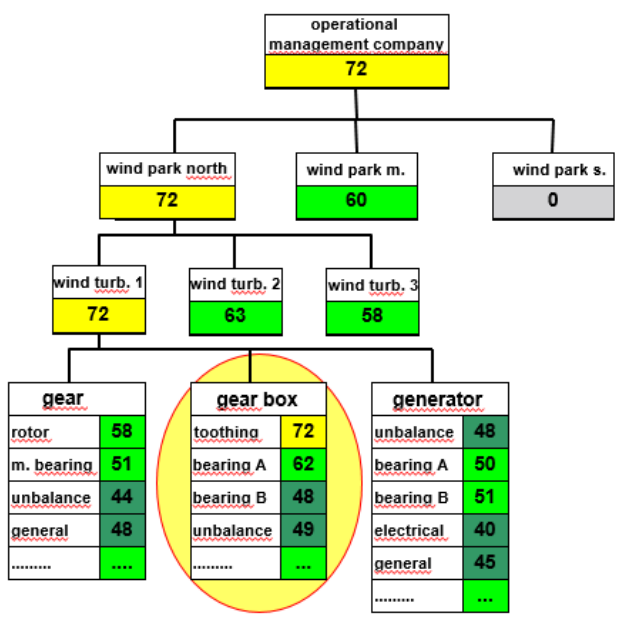 operational
management company
72
wind park north
wind park m.
wind park s.
72
60
0
wind turb. 1
wind turb. 2
wind turb. 3
72
63
58
gear
rotor 58
m. bearing 51
unbalance 44
general 48
......... ....
gear box
toothing 72
bearing A 62
bearing B 48
unbalance 49
......... ...
generator
unbalance 48
bearing A 50
bearing B 51
electrical 40
general 45
......... ...